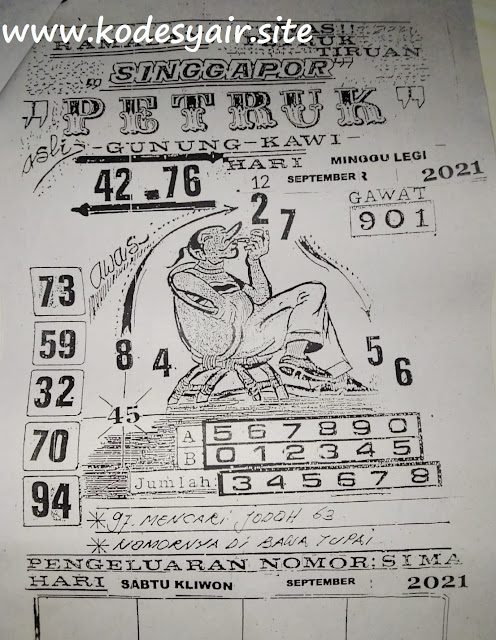 www.kodesyair.site
AWAS!!
TIRUAN
,,SINGGAPOR"
"PETRUK"
asli-GUNUNG-KAWI-
HARI MINGGU LEGI
12 SEPTEMBER 2021
42 = 76
GAWAT
901
2 7
awas
73
59
32
70
94
8 4
5 6
45
A 567890
B 012345
Jumlah 345678
* 97. MENCARI JODOH 63
* NOMORNYA DI BAWA TUPAI
PENGELUARAN NOMOR: SIMA
HARI SABTU KLIWON SEPTEMBER 2021